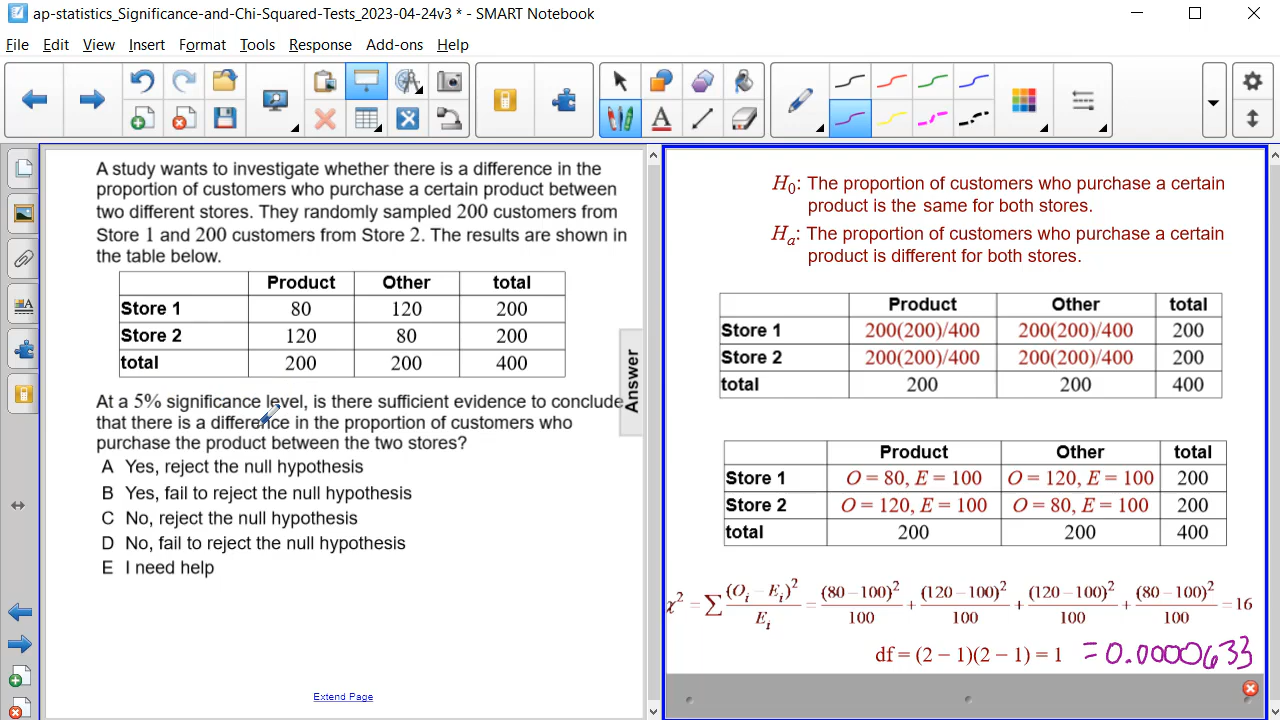 ap-statistics_Significance-and-Chi-Squared-Tests_2023-04-24v3 * - SMART Notebook
File Edit View Insert Format Tools Response Add-ons Help
A study wants to investigate whether there is a difference in the
proportion of customers who purchase a certain product between
two different stores. They randomly sampled 200 customers from
Store 1 and 200 customers from Store 2. The results are shown in
the table below.
Product Other total
Store 1 80 120 200
Store 2 120 80 200
total 200 200 400
At a 5% significance level, is there sufficient evidence to conclude
that there is a difference in the proportion of customers who
purchase the product between the two stores?
A Yes, reject the null hypothesis
B Yes, fail to reject the null hypothesis
C No, reject the null hypothesis
D No, fail to reject the null hypothesis
E I need help
Extend Page
Answer
H₀: The proportion of customers who purchase a certain
product is the same for both stores.
Hₐ: The proportion of customers who purchase a certain
product is different for both stores.
Product Other total
Store 1 200(200)/400 200(200)/400 200
Store 2 200(200)/400 200(200)/400 200
total 200 200 400
Product Other total
Store 1 O = 80, E = 100 O = 120, E = 100 200
Store 2 O = 120, E = 100 O = 80, E = 100 200
total 200 200 400
χ² = ∑ (Oᵢ – Eᵢ)²/Eᵢ = (80 – 100)²/100 + (120 – 100)²/100 + (120 – 100)²/100 + (80 – 100)²/100 = 16
df = (2 − 1)(2 − 1) = 1 = 0.0000633